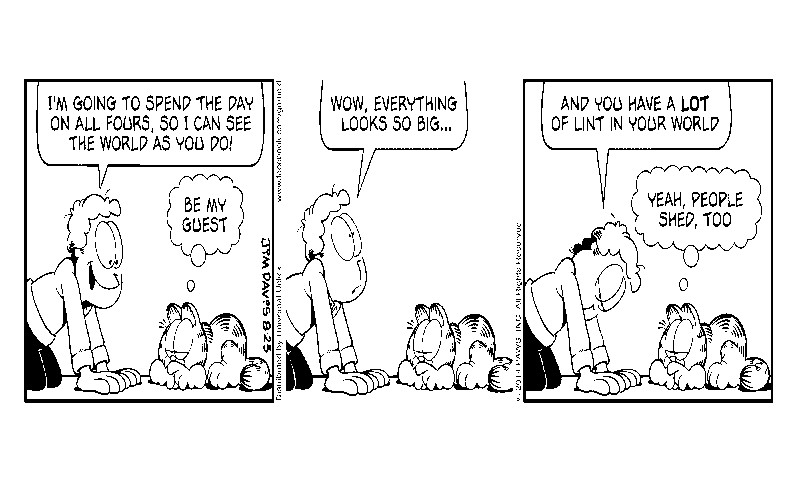 I'M GOING TO SPEND THE DAY
ON ALL FOURS, SO I CAN SEE
THE WORLD AS YOU DO!
BE MY
GUEST
JIM DAVIS 8·25
WOW, EVERYTHING
LOOKS SO BIG...
AND YOU HAVE A LOT
OF LINT IN YOUR WORLD
YEAH, PEOPLE
SHED, TOO